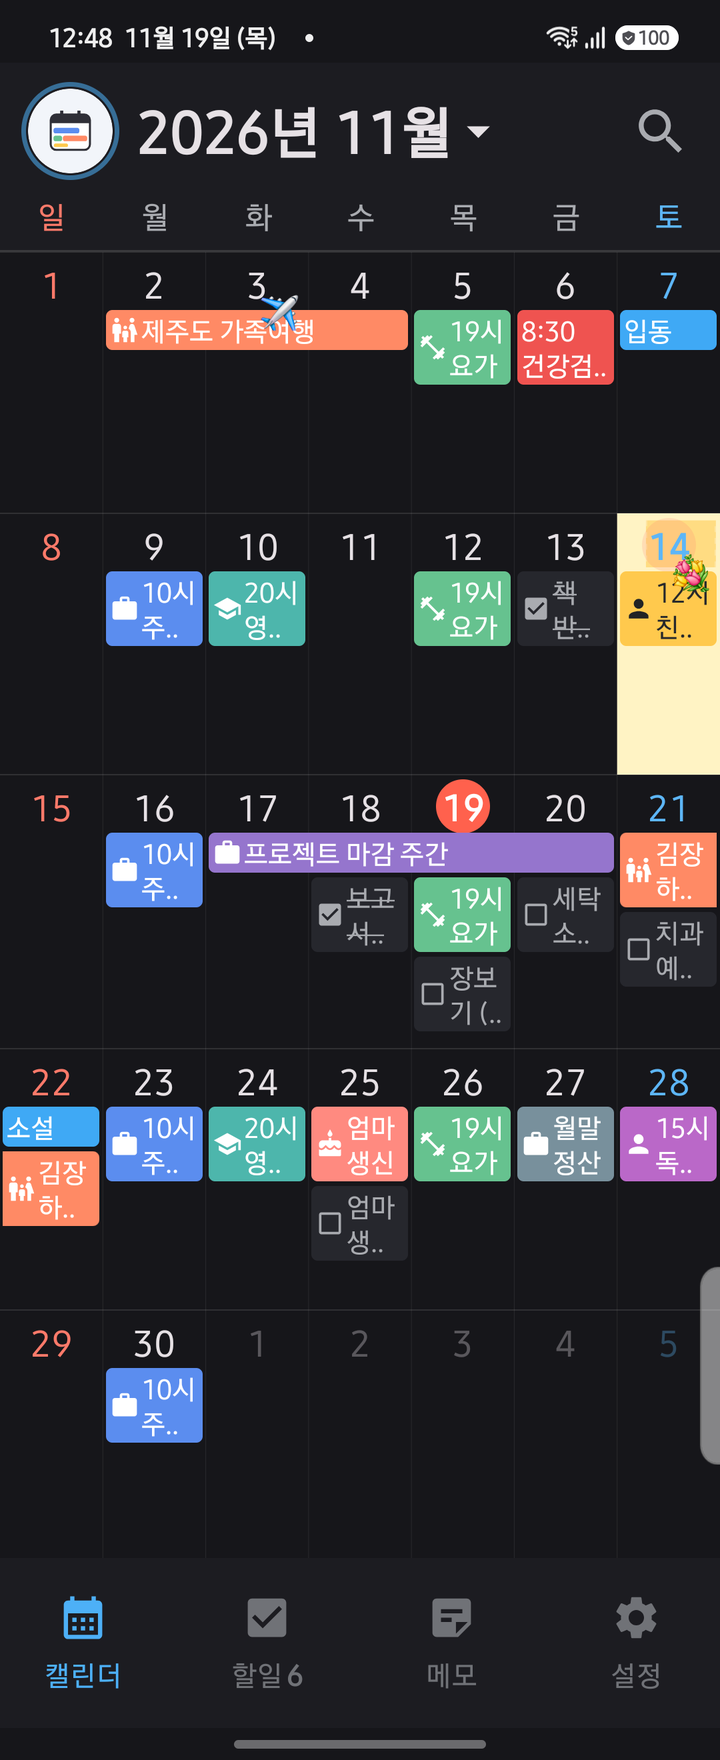 12:48 11월 19일 (목)
5
100
2026년 11월
일 월 화 수 목 금 토
1 2 3 4 5 6 7
제주도 가족여행
19시
요가
8:30
건강검..
입동
8 9 10 11 12 13 14
10시
주..
20시
영..
19시
요가
책
반..
12시
친..
15 16 17 18 19 20 21
10시
주..
프로젝트 마감 주간
보고
서..
19시
요가
장보
기 (..
세탁
소..
김장
하..
치과
예..
22 23 24 25 26 27 28
소설
김장
하..
10시
주..
20시
영..
엄마
생신
엄마
생..
19시
요가
월말
정산
15시
독..
29 30 1 2 3 4 5
10시
주..
캘린더 할일 6 메모 설정